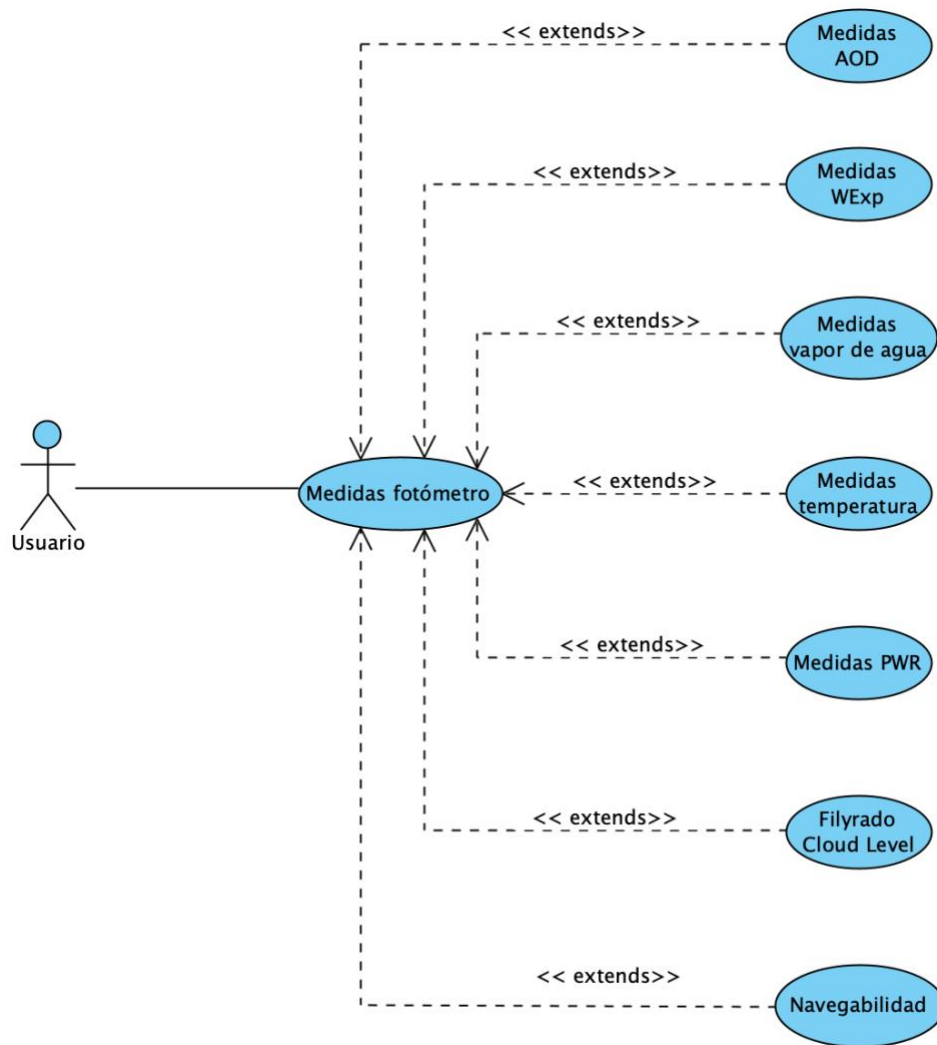 << extends>>
Medidas
AOD
<< extends>>
Medidas
WExp
<< extends>>
Medidas
vapor de agua
Usuario
Medidas fotómetro
<< extends>>
Medidas
temperatura
<< extends>>
Medidas PWR
<< extends>>
Filyrado
Cloud Level
<< extends>>
Navegabilidad